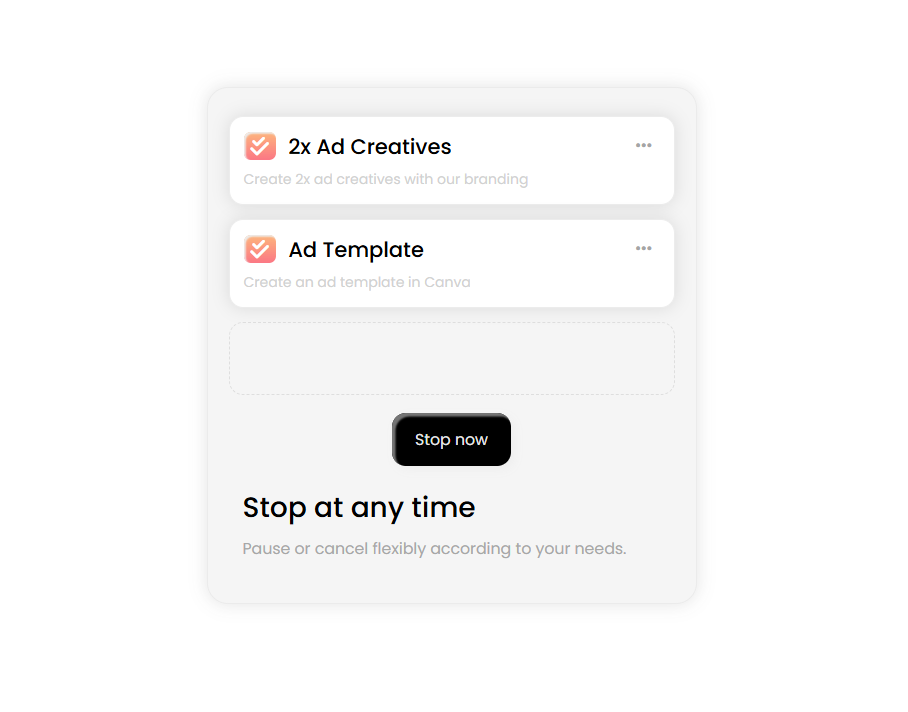 2x Ad Creatives
Create 2x ad creatives with our branding
Ad Template
Create an ad template in Canva
Stop now
Stop at any time
Pause or cancel flexibly according to your needs.